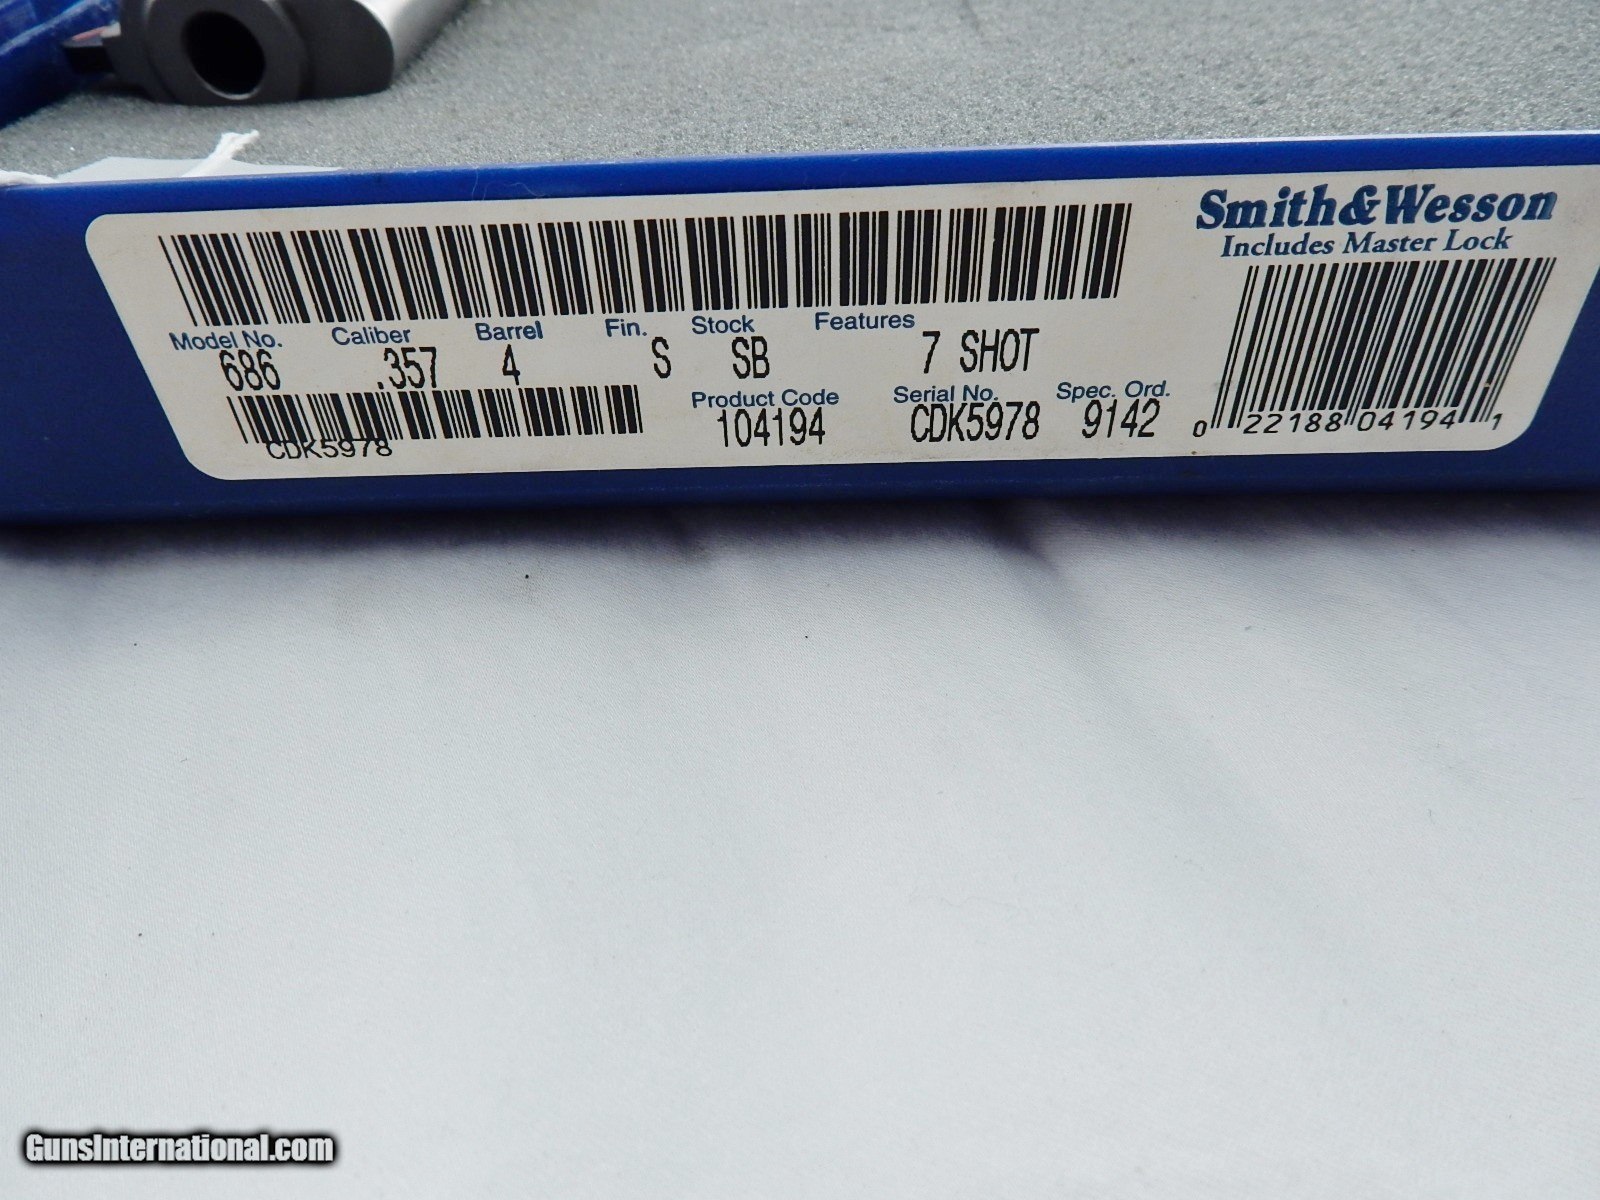 Smith&Wesson
Includes Master Lock
Model No. Caliber Barrel Fin. Stock Features
686 .357 4 S SB 7 SHOT
Product Code Serial No. Spec. Ord.
104194 CDK5978 9142
CDK5978
0 22188 04194 1
GunsInternational.com